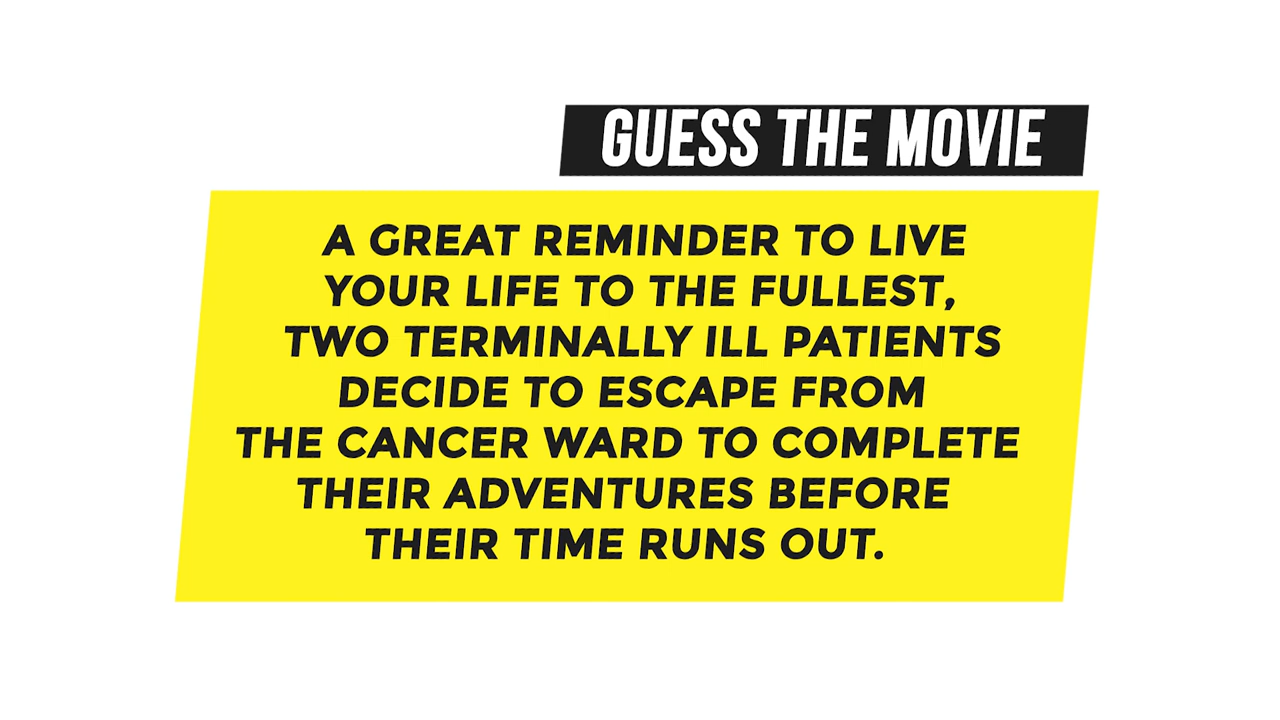 GUESS THE MOVIE
A GREAT REMINDER TO LIVE
YOUR LIFE TO THE FULLEST,
TWO TERMINALLY ILL PATIENTS
DECIDE TO ESCAPE FROM
THE CANCER WARD TO COMPLETE
THEIR ADVENTURES BEFORE
THEIR TIME RUNS OUT.